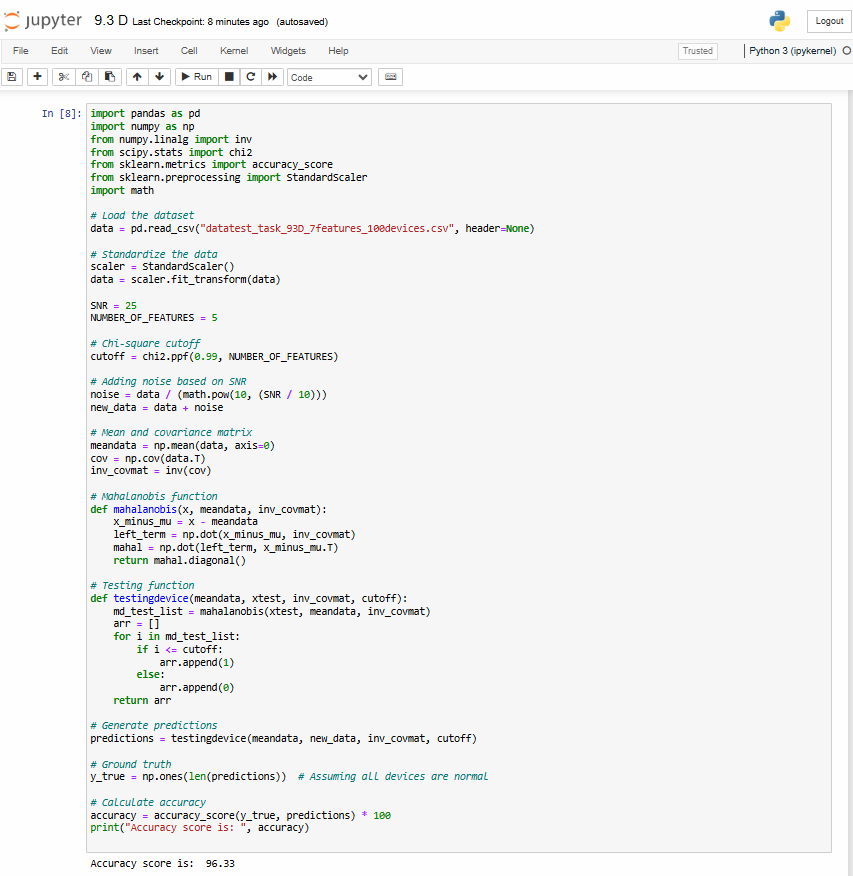 jupyter 9.3 D Last Checkpoint: 8 minutes ago (autosaved)
Logout
File Edit View Insert Cell Kernel Widgets Help
Trusted
Python 3 (ipykernel)
Run
Code
In [8]:
import pandas as pd
import numpy as np
from numpy.linalg import inv
from scipy.stats import chi2
from sklearn.metrics import accuracy_score
from sklearn.preprocessing import StandardScaler
import math

# Load the dataset
data = pd.read_csv("datatest_task_93D_7features_100devices.csv", header=None)

# Standardize the data
scaler = StandardScaler()
data = scaler.fit_transform(data)

SNR = 25
NUMBER_OF_FEATURES = 5

# Chi-square cutoff
cutoff = chi2.ppf(0.99, NUMBER_OF_FEATURES)

# Adding noise based on SNR
noise = data / (math.pow(10, (SNR / 10)))
new_data = data + noise

# Mean and covariance matrix
meandata = np.mean(data, axis=0)
cov = np.cov(data.T)
inv_covmat = inv(cov)

# Mahalanobis function
def mahalanobis(x, meandata, inv_covmat):
    x_minus_mu = x - meandata
    left_term = np.dot(x_minus_mu, inv_covmat)
    mahal = np.dot(left_term, x_minus_mu.T)
    return mahal.diagonal()

# Testing function
def testingdevice(meandata, xtest, inv_covmat, cutoff):
    md_test_list = mahalanobis(xtest, meandata, inv_covmat)
    arr = []
    for i in md_test_list:
        if i <= cutoff:
            arr.append(1)
        else:
            arr.append(0)
    return arr

# Generate predictions
predictions = testingdevice(meandata, new_data, inv_covmat, cutoff)

# Ground truth
y_true = np.ones(len(predictions))  # Assuming all devices are normal

# Calculate accuracy
accuracy = accuracy_score(y_true, predictions) * 100
print("Accuracy score is: ", accuracy)

Accuracy score is:  96.33